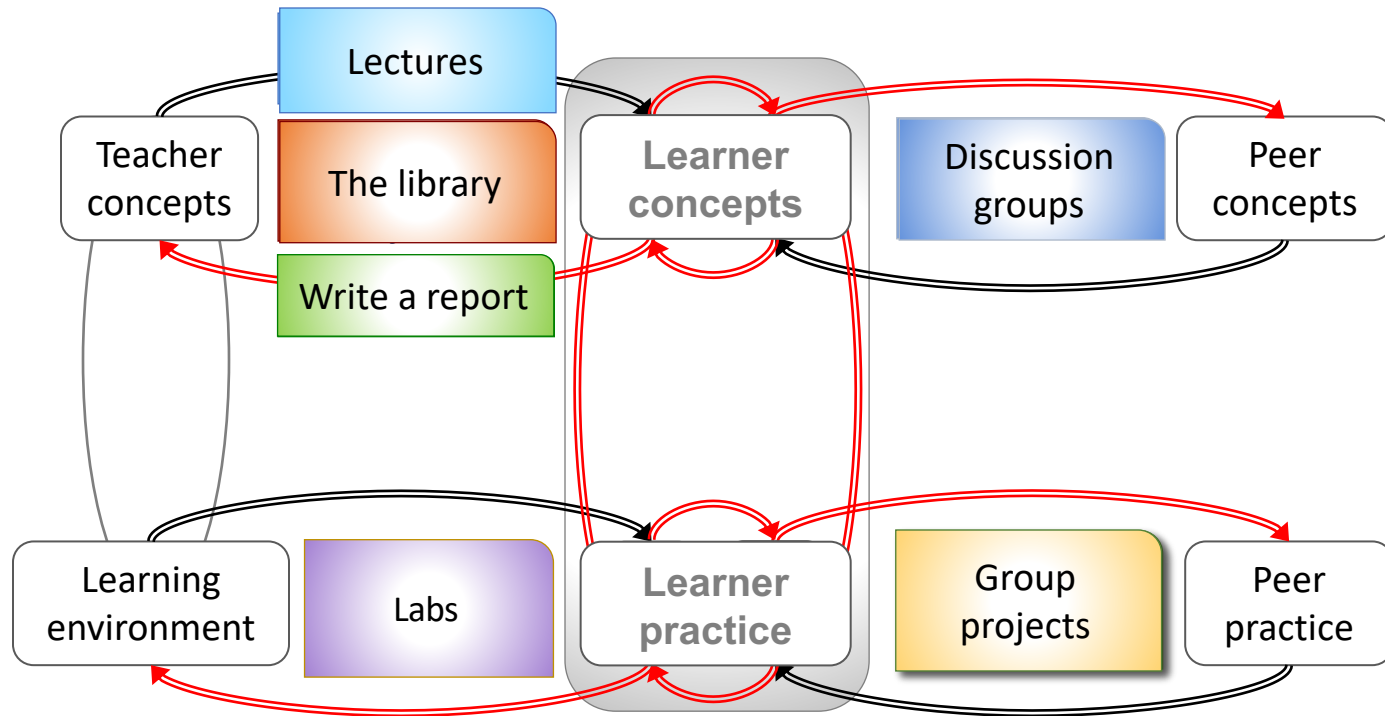 Lectures
Teacher
concepts
The library
Learner
concepts
Discussion
groups
Peer
concepts
Write a report
Learning
environment
Labs
Learner
practice
Group
projects
Peer
practice